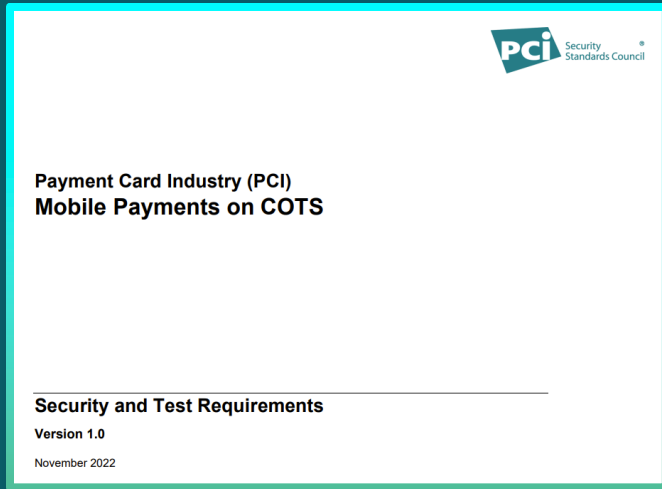 PCI Security ®
Standards Council
Payment Card Industry (PCI)
Mobile Payments on COTS
Security and Test Requirements
Version 1.0
November 2022